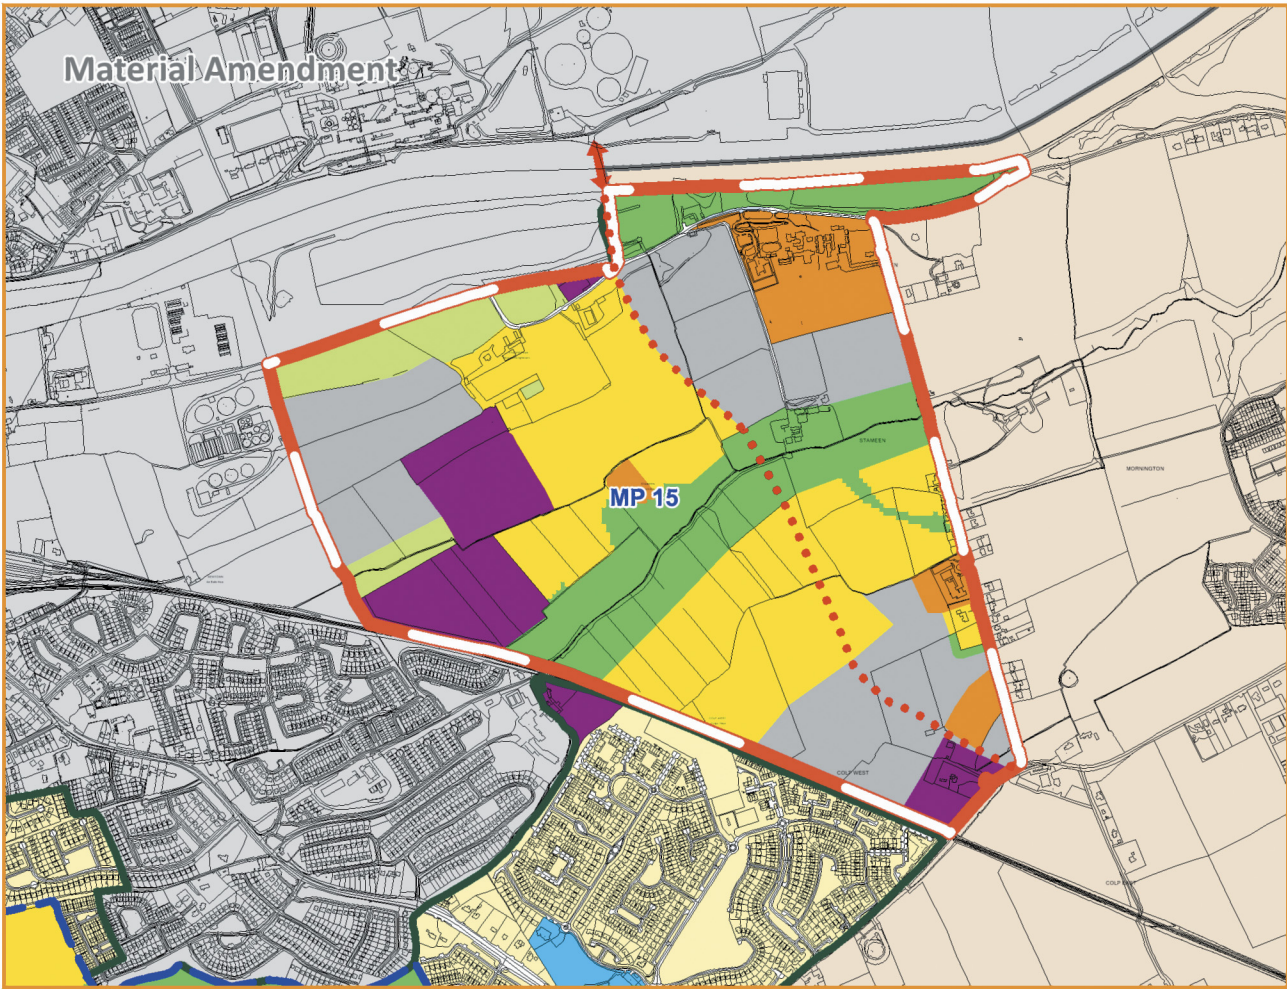 Material Amendment
STAMEEN
MORNINGTON
MP 15
COLP WEST
COLP EAST